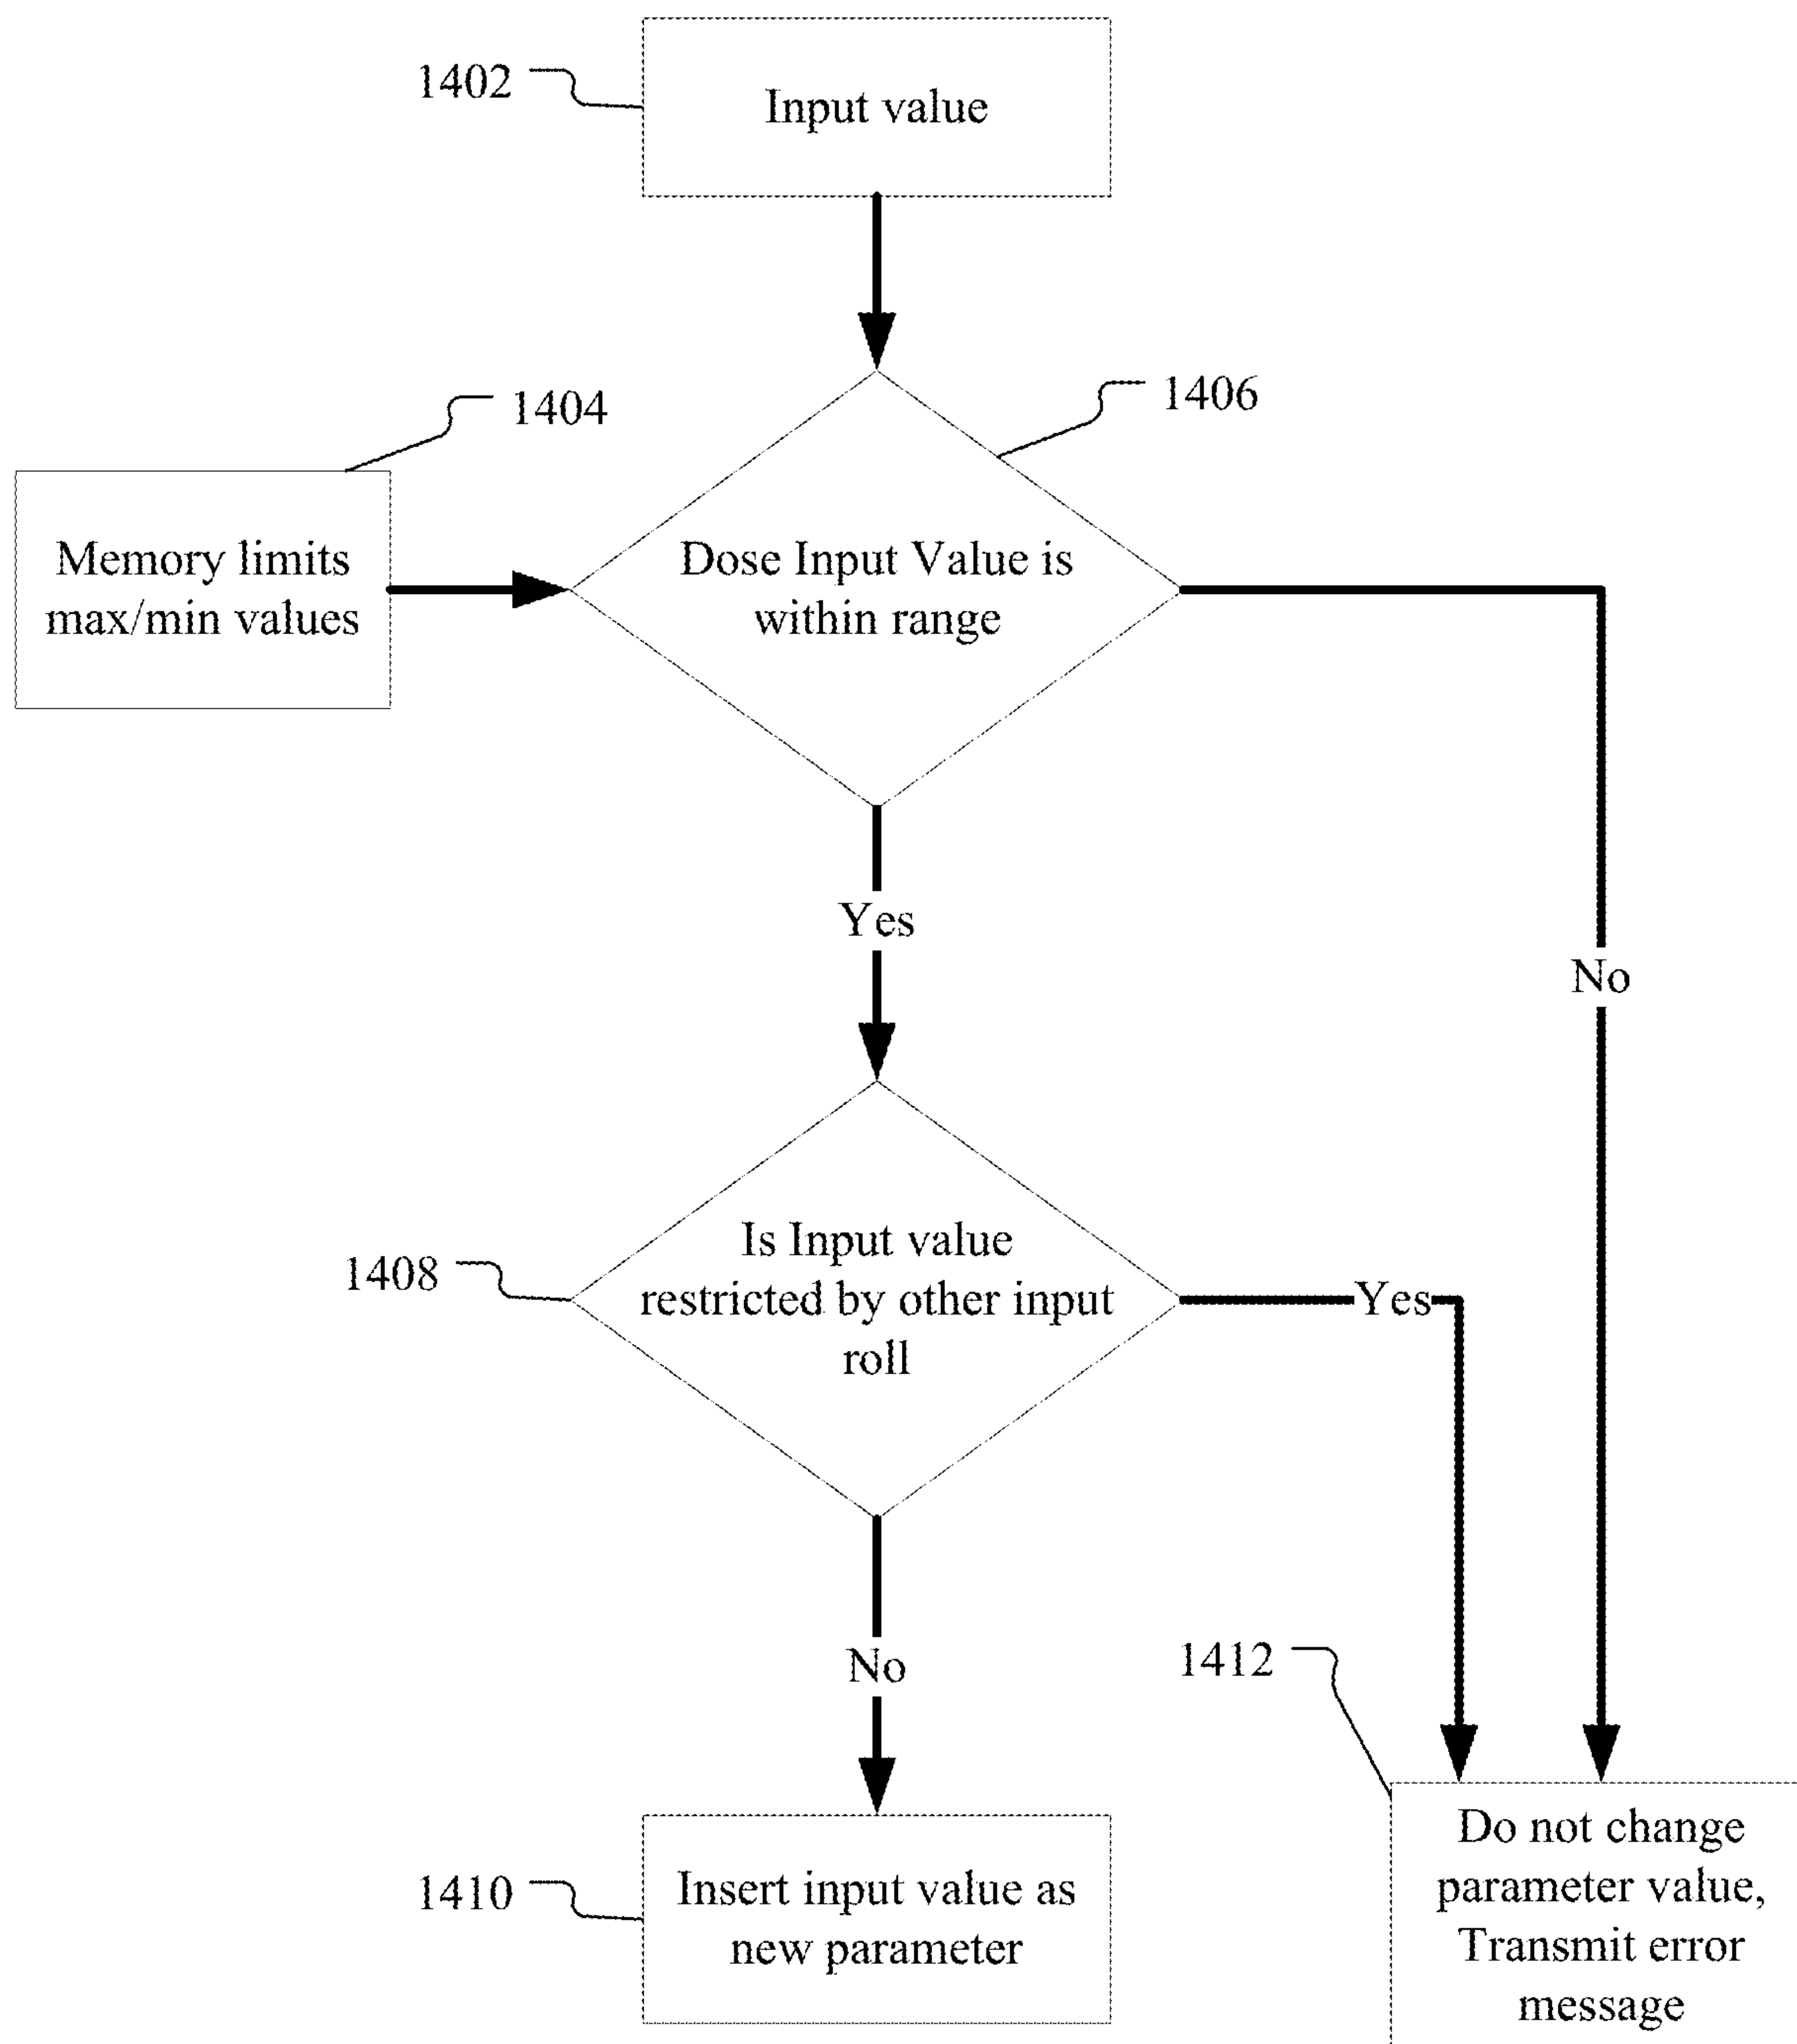 1402
Input value
1404
1406
Memory limits
max/min values
Dose Input Value is
within range
Yes
No
1408
Is Input value
restricted by other input
roll
Yes
No
1412
1410
Insert input value as
new parameter
Do not change
parameter value,
Transmit error
message